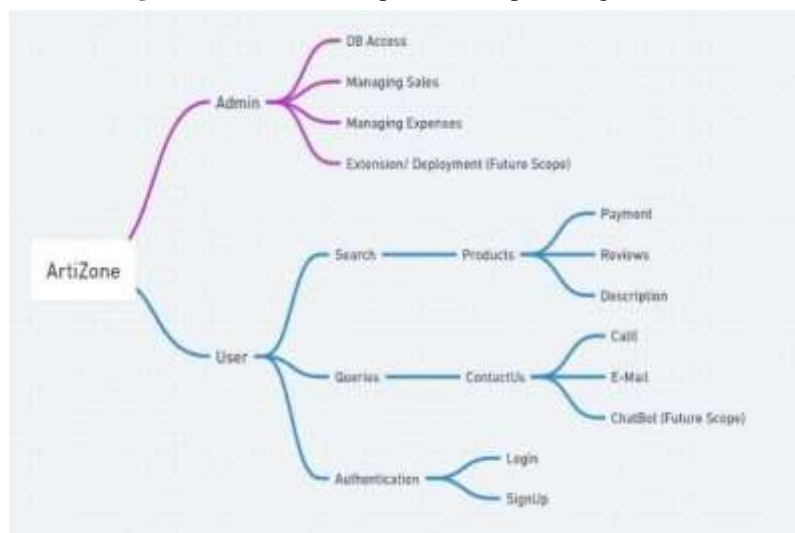 DB Access
Managing Sales
Admin
Managing Expenses
Extension/ Deployment (Future Scope)
ArtiZone
Payment
Search
Products
Reviews
Description
User
Call
Queries
ContactUs
E-Mail
ChatBot (Future Scope)
Authentication
Login
SignUp